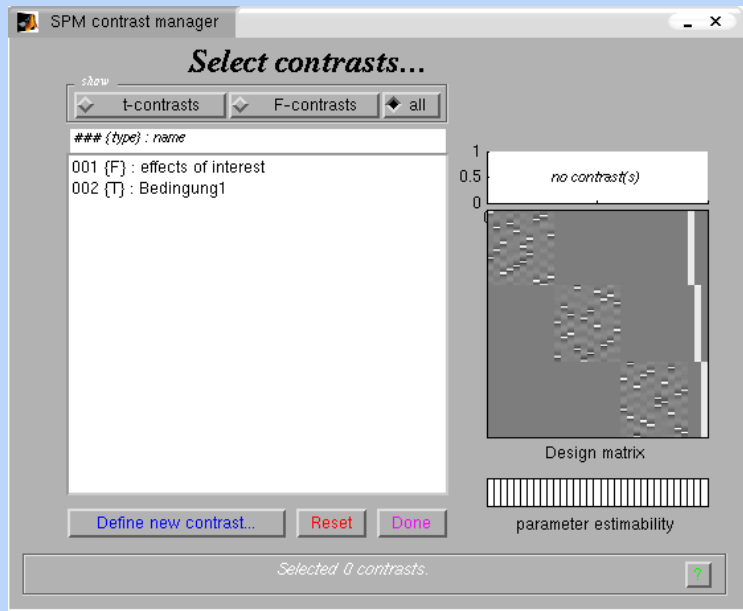 SPM contrast manager
Select contrasts...
show
t-contrasts F-contrasts all
### {type} : name
001 {F} : effects of interest
002 {T} : Bedingung1
1
0.5
0
no contrast(s)
Design matrix
parameter estimability
Define new contrast... Reset Done
Selected 0 contrasts.
?